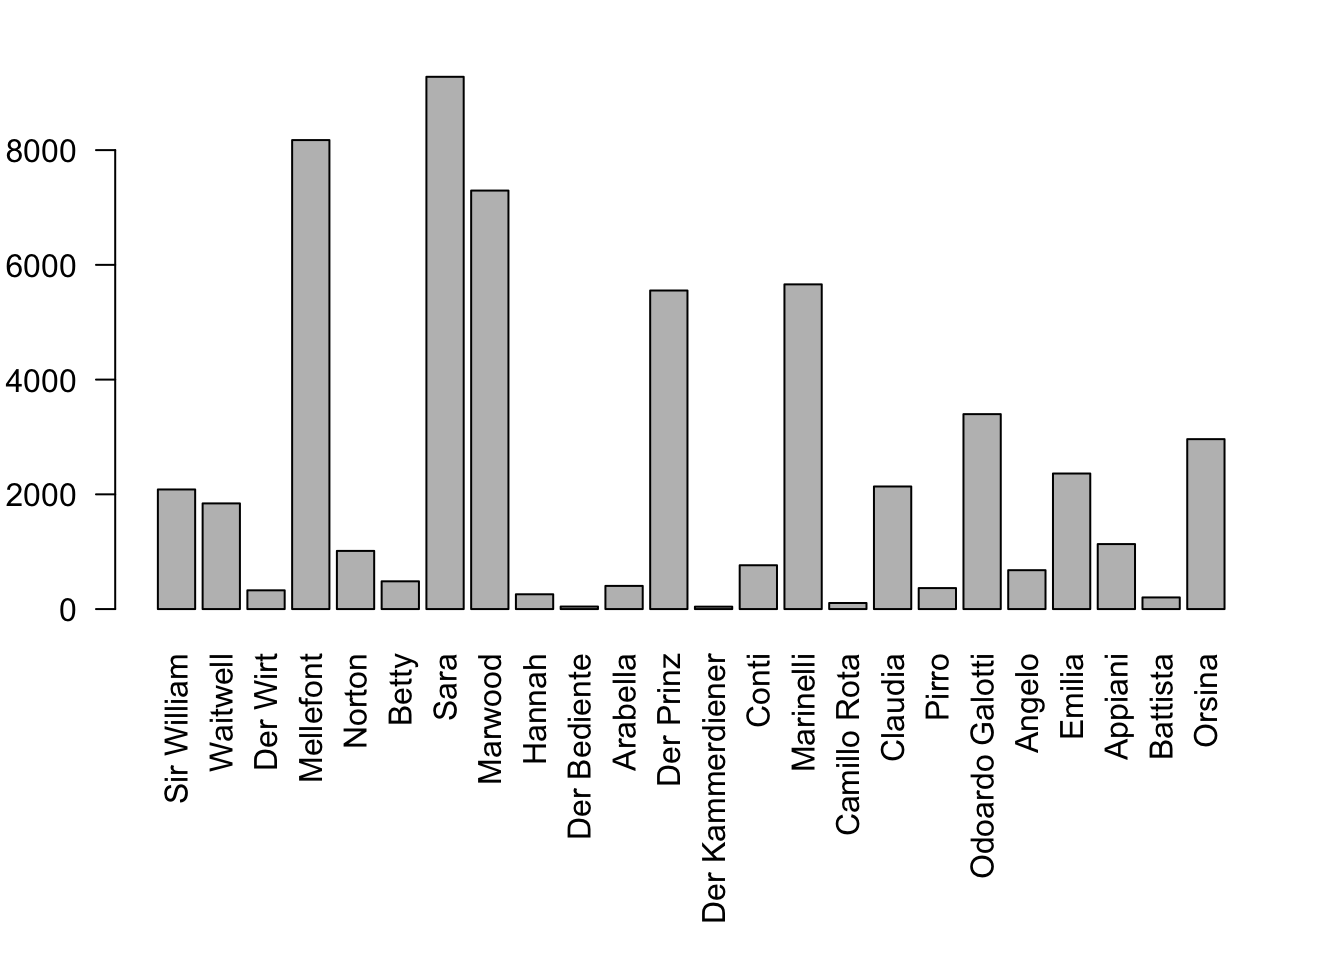 8000
6000
4000
2000
0
Sir William
Waitwell
Der Wirt
Mellefont
Norton
Betty
Sara
Marwood
Hannah
Der Bediente
Arabella
Der Prinz
Der Kammerdiener
Conti
Marinelli
Camillo Rota
Claudia
Pirro
Odoardo Galotti
Angelo
Emilia
Appiani
Battista
Orsina